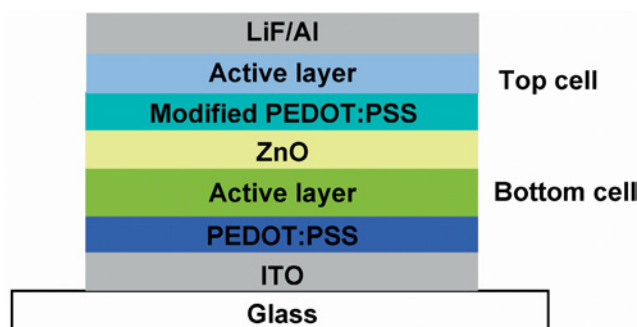 LiF/Al
Active layer
Top cell
Modified PEDOT:PSS
ZnO
Active layer
Bottom cell
PEDOT:PSS
ITO
Glass